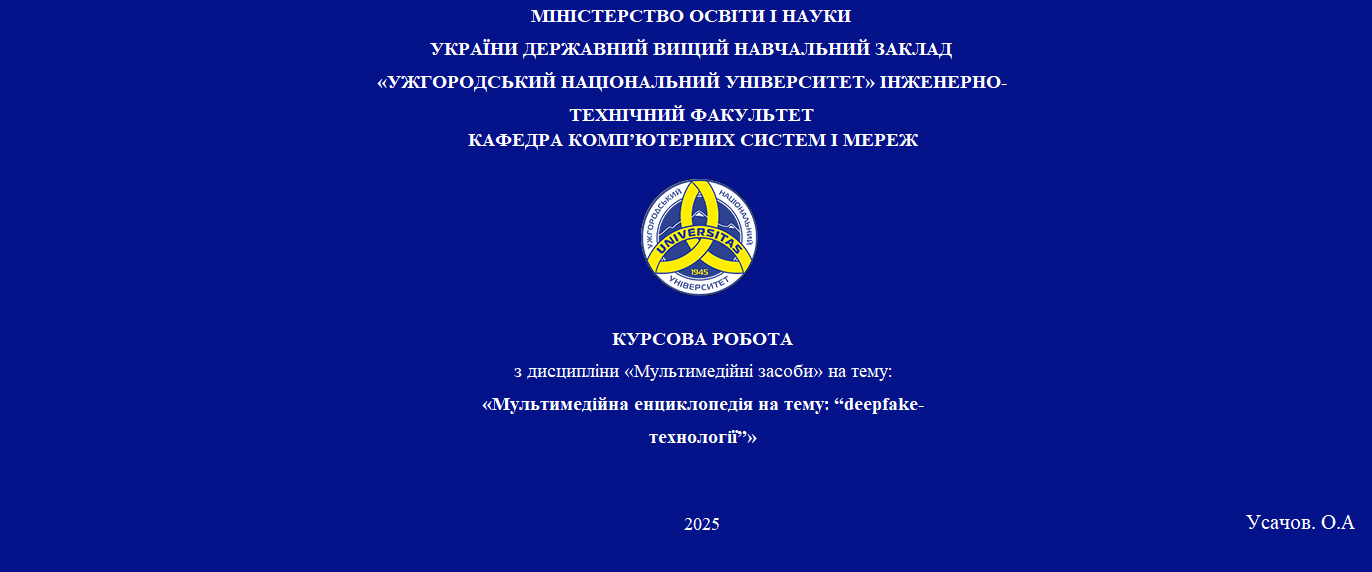 МІНІСТЕРСТВО ОСВІТИ І НАУКИ
УКРАЇНИ ДЕРЖАВНИЙ ВИЩИЙ НАВЧАЛЬНИЙ ЗАКЛАД
«УЖГОРОДСЬКИЙ НАЦІОНАЛЬНИЙ УНІВЕРСИТЕТ» ІНЖЕНЕРНО-
ТЕХНІЧНИЙ ФАКУЛЬТЕТ
КАФЕДРА КОМП’ЮТЕРНИХ СИСТЕМ І МЕРЕЖ
УЖГОРОДСЬКИЙ НАЦІОНАЛЬНИЙ
UNIVERSITAS
1945
УНІВЕРСИТЕТ
КУРСОВА РОБОТА
з дисципліни «Мультимедійні засоби» на тему:
«Мультимедійна енциклопедія на тему: “deepfake-
технології”»
2025
Усачов. О.А